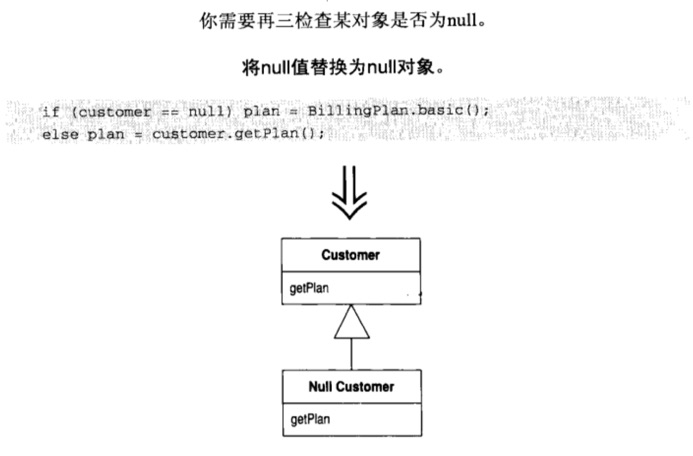 你需要再三检查某对象是否为null。
将null值替换为null对象。
if (customer == null) plan = BillingPlan.basic();
else plan = customer.getPlan();
Customer
getPlan
Null Customer
getPlan